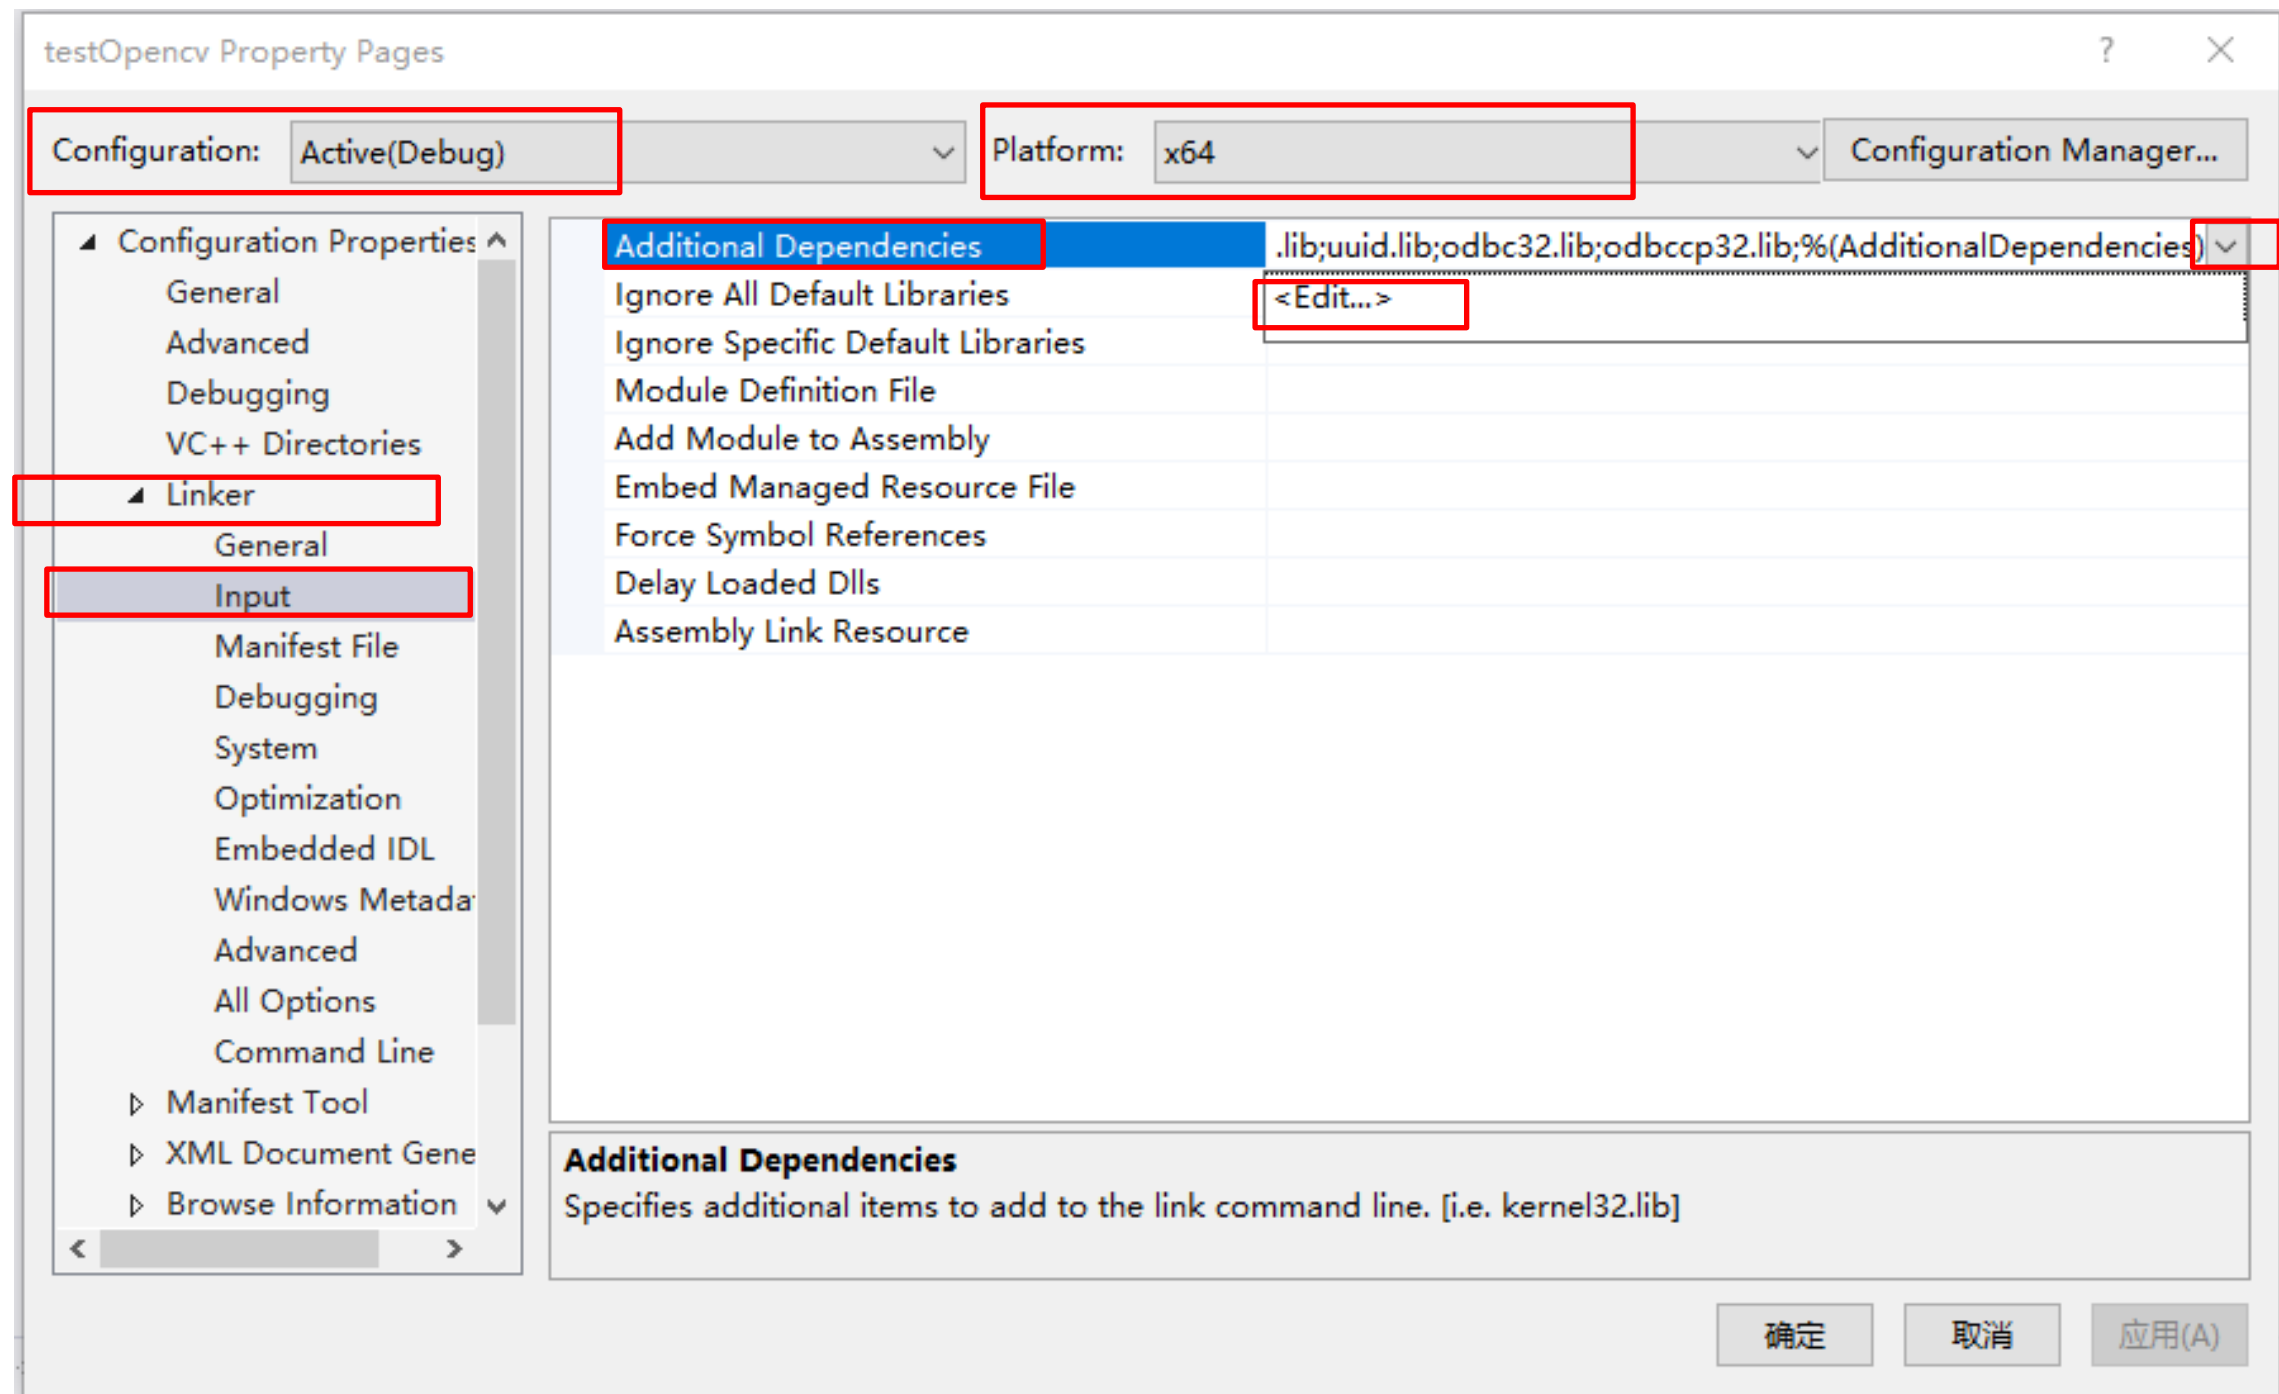 testOpencv Property Pages
Configuration: Active(Debug) Platform: x64 Configuration Manager...
Configuration Properties
General
Advanced
Debugging
VC++ Directories
Linker
General
Input
Manifest File
Debugging
System
Optimization
Embedded IDL
Windows Metada
Advanced
All Options
Command Line
Manifest Tool
XML Document Gene
Browse Information
Additional Dependencies .lib;uuid.lib;odbc32.lib;odbccp32.lib;%(AdditionalDependencies)
Ignore All Default Libraries <Edit...>
Ignore Specific Default Libraries
Module Definition File
Add Module to Assembly
Embed Managed Resource File
Force Symbol References
Delay Loaded Dlls
Assembly Link Resource
Additional Dependencies
Specifies additional items to add to the link command line. [i.e. kernel32.lib]
确定 取消 应用(A)